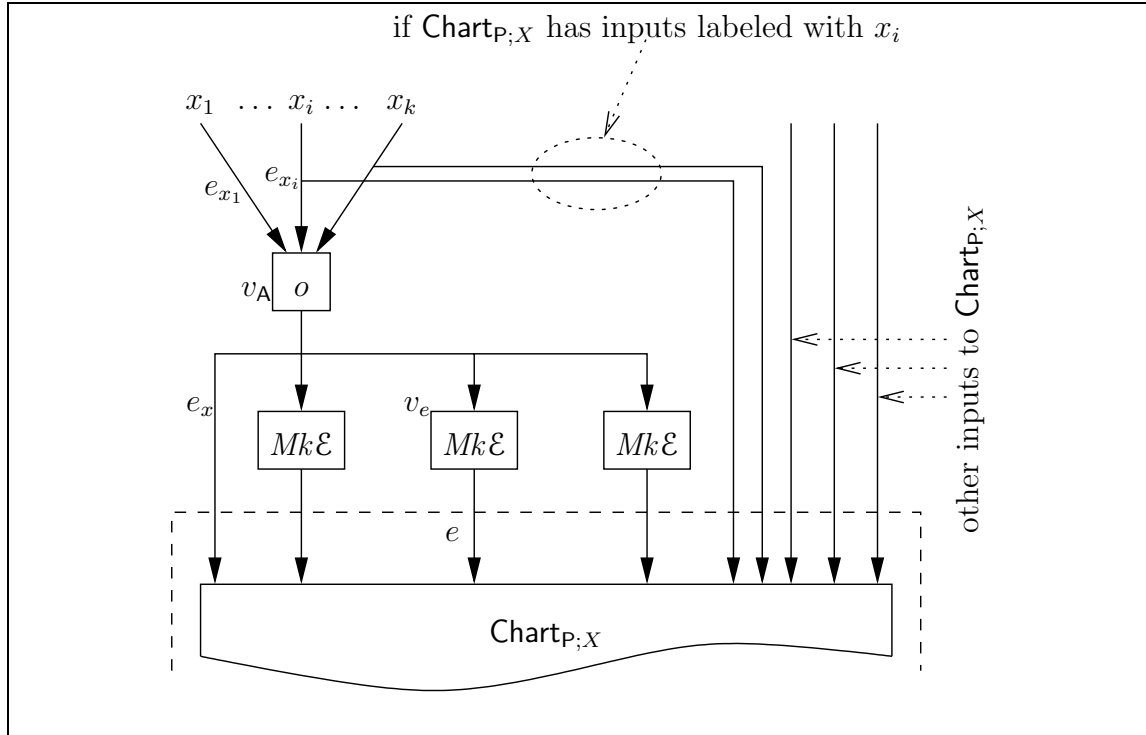 if Chart_{P;X} has inputs labeled with x_i
x_1 … x_i … x_k
e_{x_1} e_{x_i}
v_A o
other inputs to Chart_{P;X}
e_x v_e
Mk𝓔 Mk𝓔 Mk𝓔
e
Chart_{P;X}